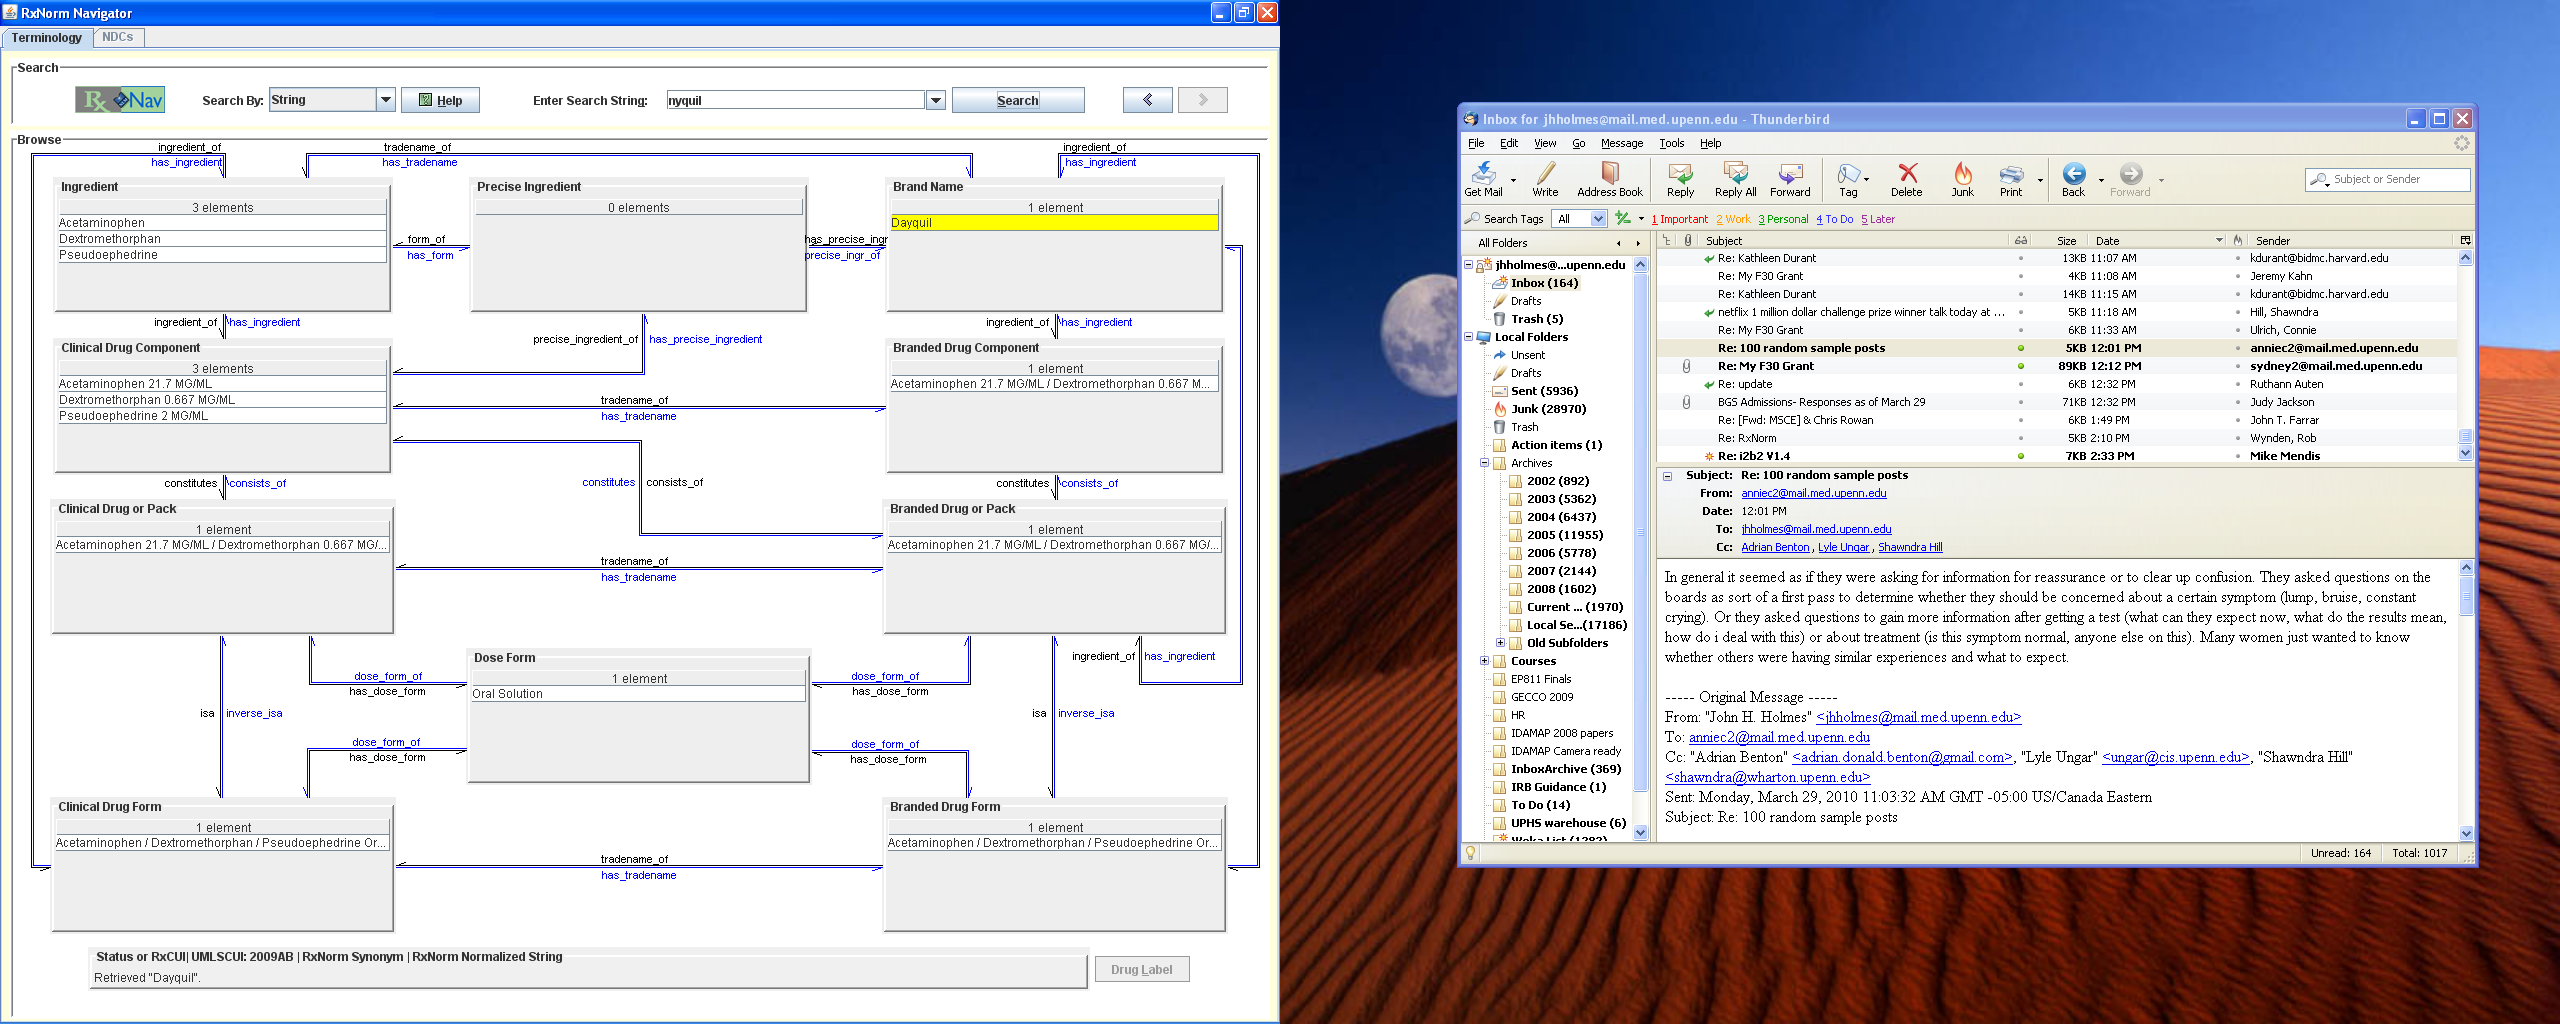 RxNorm Navigator
Terminology
NDCs
Search
Rx Nav
Search By:
String
Help
Enter Search String:
nyquil
Search
Browse
ingredient_of
has_ingredient
tradename_of
has_tradename
ingredient_of
has_ingredient
Ingredient
3 elements
Acetaminophen
Dextromethorphan
Pseudoephedrine
form_of
has_form
Precise Ingredient
0 elements
has_precise_ingr
precise_ingr_of
Brand Name
1 element
Dayquil
ingredient_of
has_ingredient
precise_ingredient_of
has_precise_ingredient
ingredient_of
has_ingredient
Clinical Drug Component
3 elements
Acetaminophen 21.7 MG/ML
Dextromethorphan 0.667 MG/ML
Pseudoephedrine 2 MG/ML
tradename_of
has_tradename
Branded Drug Component
1 element
Acetaminophen 21.7 MG/ML / Dextromethorphan 0.667 M...
constitutes
consists_of
constitutes
consists_of
constitutes
consists_of
Clinical Drug or Pack
1 element
Acetaminophen 21.7 MG/ML / Dextromethorphan 0.667 MG/...
tradename_of
has_tradename
Branded Drug or Pack
1 element
Acetaminophen 21.7 MG/ML / Dextromethorphan 0.667 MG/...
isa
inverse_isa
dose_form_of
has_dose_form
Dose Form
1 element
Oral Solution
dose_form_of
has_dose_form
isa
inverse_isa
ingredient_of
has_ingredient
dose_form_of
has_dose_form
dose_form_of
has_dose_form
Clinical Drug Form
1 element
Acetaminophen / Dextromethorphan / Pseudoephedrine Or...
tradename_of
has_tradename
Branded Drug Form
1 element
Acetaminophen / Dextromethorphan / Pseudoephedrine Or...
Status or RxCUI| UMLSCUI: 2009AB | RxNorm Synonym | RxNorm Normalized String
Retrieved "Dayquil".
Drug Label
Inbox for jhholmes@mail.med.upenn.edu - Thunderbird
File Edit View Go Message Tools Help
Get Mail Write Address Book Reply Reply All Forward Tag Delete Junk Print Back Forward
Subject or Sender
Search Tags All 1 Important 2 Work 3 Personal 4 To Do 5 Later
All Folders
jhholmes@...upenn.edu
Inbox (164)
Drafts
Trash (5)
Local Folders
Unsent
Drafts
Sent (5936)
Junk (28970)
Trash
Action items (1)
Archives
2002 (892)
2003 (5362)
2004 (6437)
2005 (11955)
2006 (5778)
2007 (2144)
2008 (1602)
Current ... (1970)
Local Se...(17186)
Old Subfolders
Courses
EP811 Finals
GECCO 2009
HR
IDAMAP 2008 papers
IDAMAP Camera ready
InboxArchive (369)
IRB Guidance (1)
To Do (14)
UPHS warehouse (6)
Weka List (1282)
Subject Size Date Sender
Re: Kathleen Durant 13KB 11:07 AM kdurant@bidmc.harvard.edu
Re: My F30 Grant 4KB 11:08 AM Jeremy Kahn
Re: Kathleen Durant 14KB 11:15 AM kdurant@bidmc.harvard.edu
netflix 1 million dollar challenge prize winner talk today at ... 5KB 11:18 AM Hill, Shawndra
Re: My F30 Grant 6KB 11:33 AM Ulrich, Connie
Re: 100 random sample posts 5KB 12:01 PM anniec2@mail.med.upenn.edu
Re: My F30 Grant 89KB 12:12 PM sydney2@mail.med.upenn.edu
Re: update 6KB 12:32 PM Ruthann Auten
BGS Admissions- Responses as of March 29 71KB 12:32 PM Judy Jackson
Re: [Fwd: MSCE] & Chris Rowan 6KB 1:49 PM John T. Farrar
Re: RxNorm 5KB 2:10 PM Wynden, Rob
Re: i2b2 V1.4 7KB 2:33 PM Mike Mendis
Subject: Re: 100 random sample posts
From: anniec2@mail.med.upenn.edu
Date: 12:01 PM
To: jhholmes@mail.med.upenn.edu
Cc: Adrian Benton , Lyle Ungar , Shawndra Hill
In general it seemed as if they were asking for information for reassurance or to clear up confusion. They asked questions on the
boards as sort of a first pass to determine whether they should be concerned about a certain symptom (lump, bruise, constant
crying). Or they asked questions to gain more information after getting a test (what can they expect now, what do the results mean,
how do i deal with this) or about treatment (is this symptom normal, anyone else on this). Many women just wanted to know
whether others were having similar experiences and what to expect.
----- Original Message -----
From: "John H. Holmes" <jhholmes@mail.med.upenn.edu>
To: anniec2@mail.med.upenn.edu
Cc: "Adrian Benton" <adrian.donald.benton@gmail.com>, "Lyle Ungar" <ungar@cis.upenn.edu>, "Shawndra Hill"
<shawndra@wharton.upenn.edu>
Sent: Monday, March 29, 2010 11:03:32 AM GMT -05:00 US/Canada Eastern
Subject: Re: 100 random sample posts
Unread: 164 Total: 1017